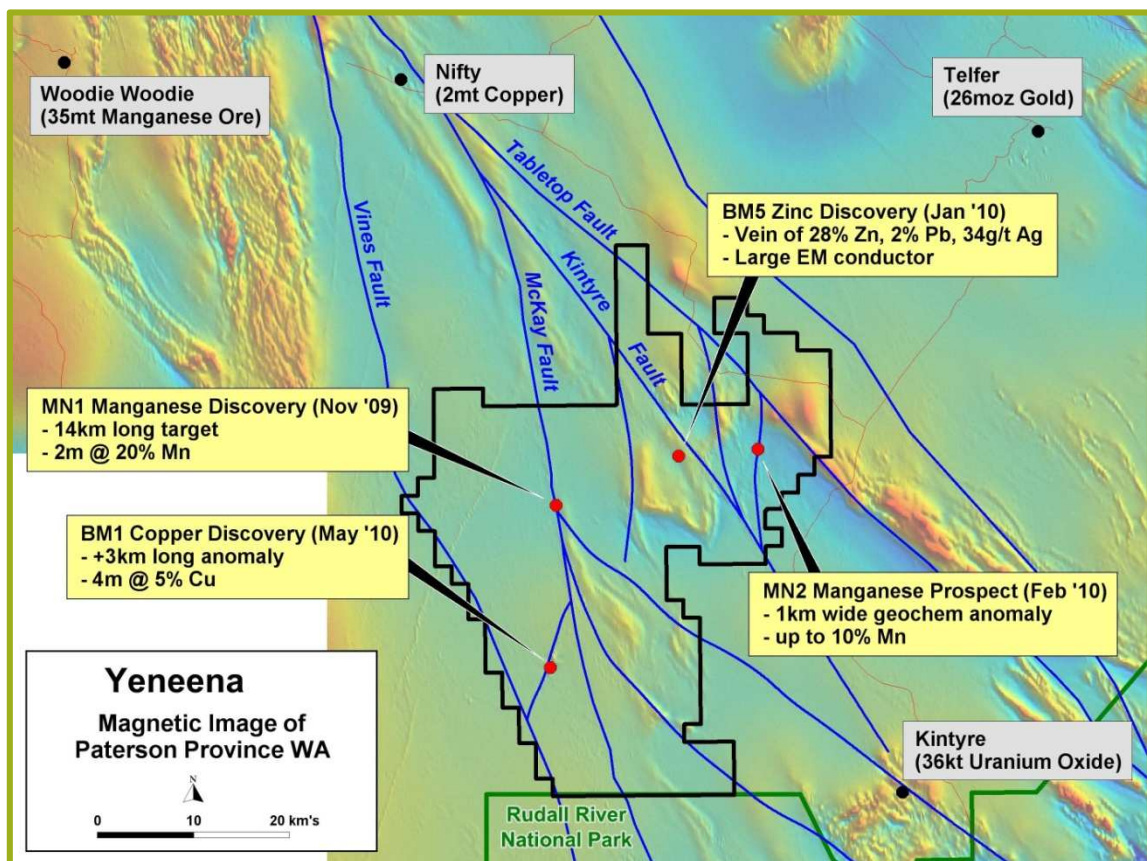 Woodie Woodie
(35mt Manganese Ore)
Nifty
(2mt Copper)
Telfer
(26moz Gold)
Tabletop Fault
Vines Fault
BM5 Zinc Discovery (Jan '10)
- Vein of 28% Zn, 2% Pb, 34g/t Ag
- Large EM conductor
Kintyre
Fault
McKay Fault
MN1 Manganese Discovery (Nov '09)
- 14km long target
- 2m @ 20% Mn
BM1 Copper Discovery (May '10)
- +3km long anomaly
- 4m @ 5% Cu
MN2 Manganese Prospect (Feb '10)
- 1km wide geochem anomaly
- up to 10% Mn
Yeneena
Magnetic Image of
Paterson Province WA
N
0 10 20 km's
Kintyre
(36kt Uranium Oxide)
Rudall River
National Park